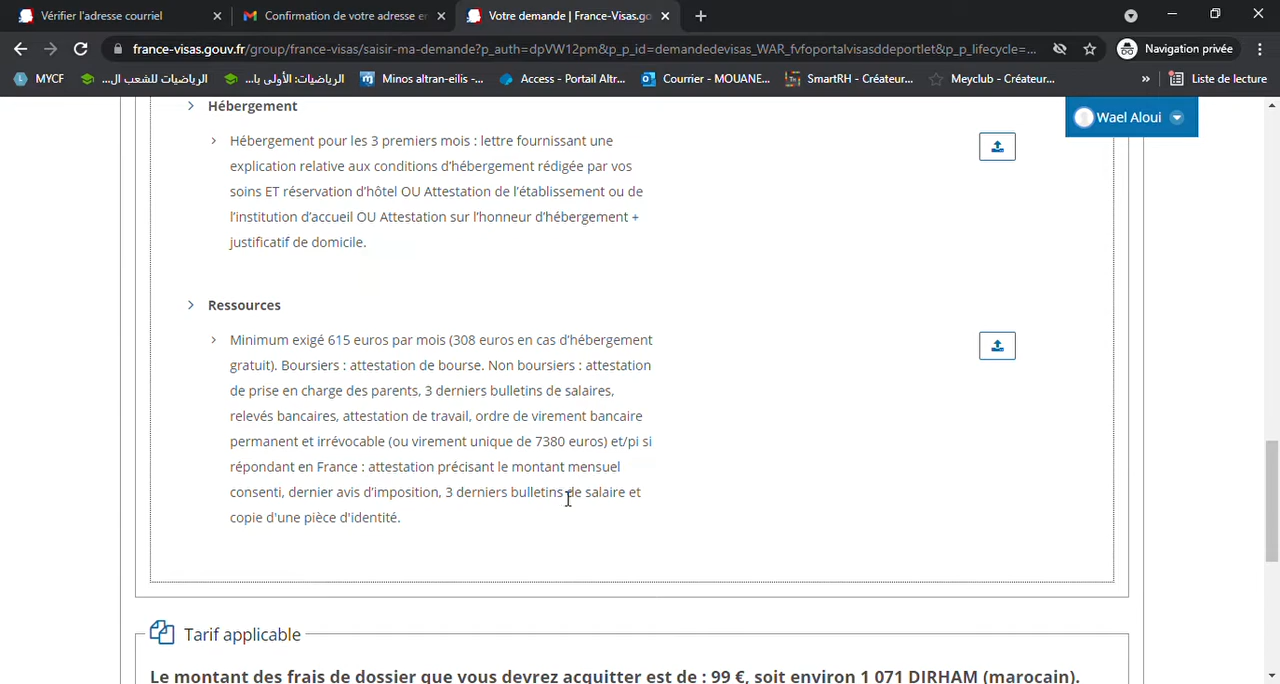 Vérifier l'adresse courriel
Confirmation de votre adresse e
Votre demande | France-Visas.go
france-visas.gouv.fr/group/france-visas/saisir-ma-demande?p_auth=dpVW12pm&p_p_id=demandedevisas_WAR_fvfoportalvisasddeportlet&p_p_lifecycle=...
Navigation privée
MYCF
الرياضيات للشعب ال...
الرياضيات: الأولى با...
Minos altran-eilis -...
Access - Portail Altr...
Courrier - MOUANE...
SmartRH - Créateur...
Meyclub - Créateur...
»
Liste de lecture
Wael Aloui
Hébergement
Hébergement pour les 3 premiers mois : lettre fournissant une
explication relative aux conditions d’hébergement rédigée par vos
soins ET réservation d’hôtel OU Attestation de l’établissement ou de
l’institution d’accueil OU Attestation sur l’honneur d’hébergement +
justificatif de domicile.
Ressources
Minimum exigé 615 euros par mois (308 euros en cas d’hébergement
gratuit). Boursiers : attestation de bourse. Non boursiers : attestation
de prise en charge des parents, 3 derniers bulletins de salaires,
relevés bancaires, attestation de travail, ordre de virement bancaire
permanent et irrévocable (ou virement unique de 7380 euros) et/pi si
répondant en France : attestation précisant le montant mensuel
consenti, dernier avis d’imposition, 3 derniers bulletins de salaire et
copie d'une pièce d'identité.
Tarif applicable
Le montant des frais de dossier que vous devrez acquitter est de : 99 €, soit environ 1 071 DIRHAM (marocain).